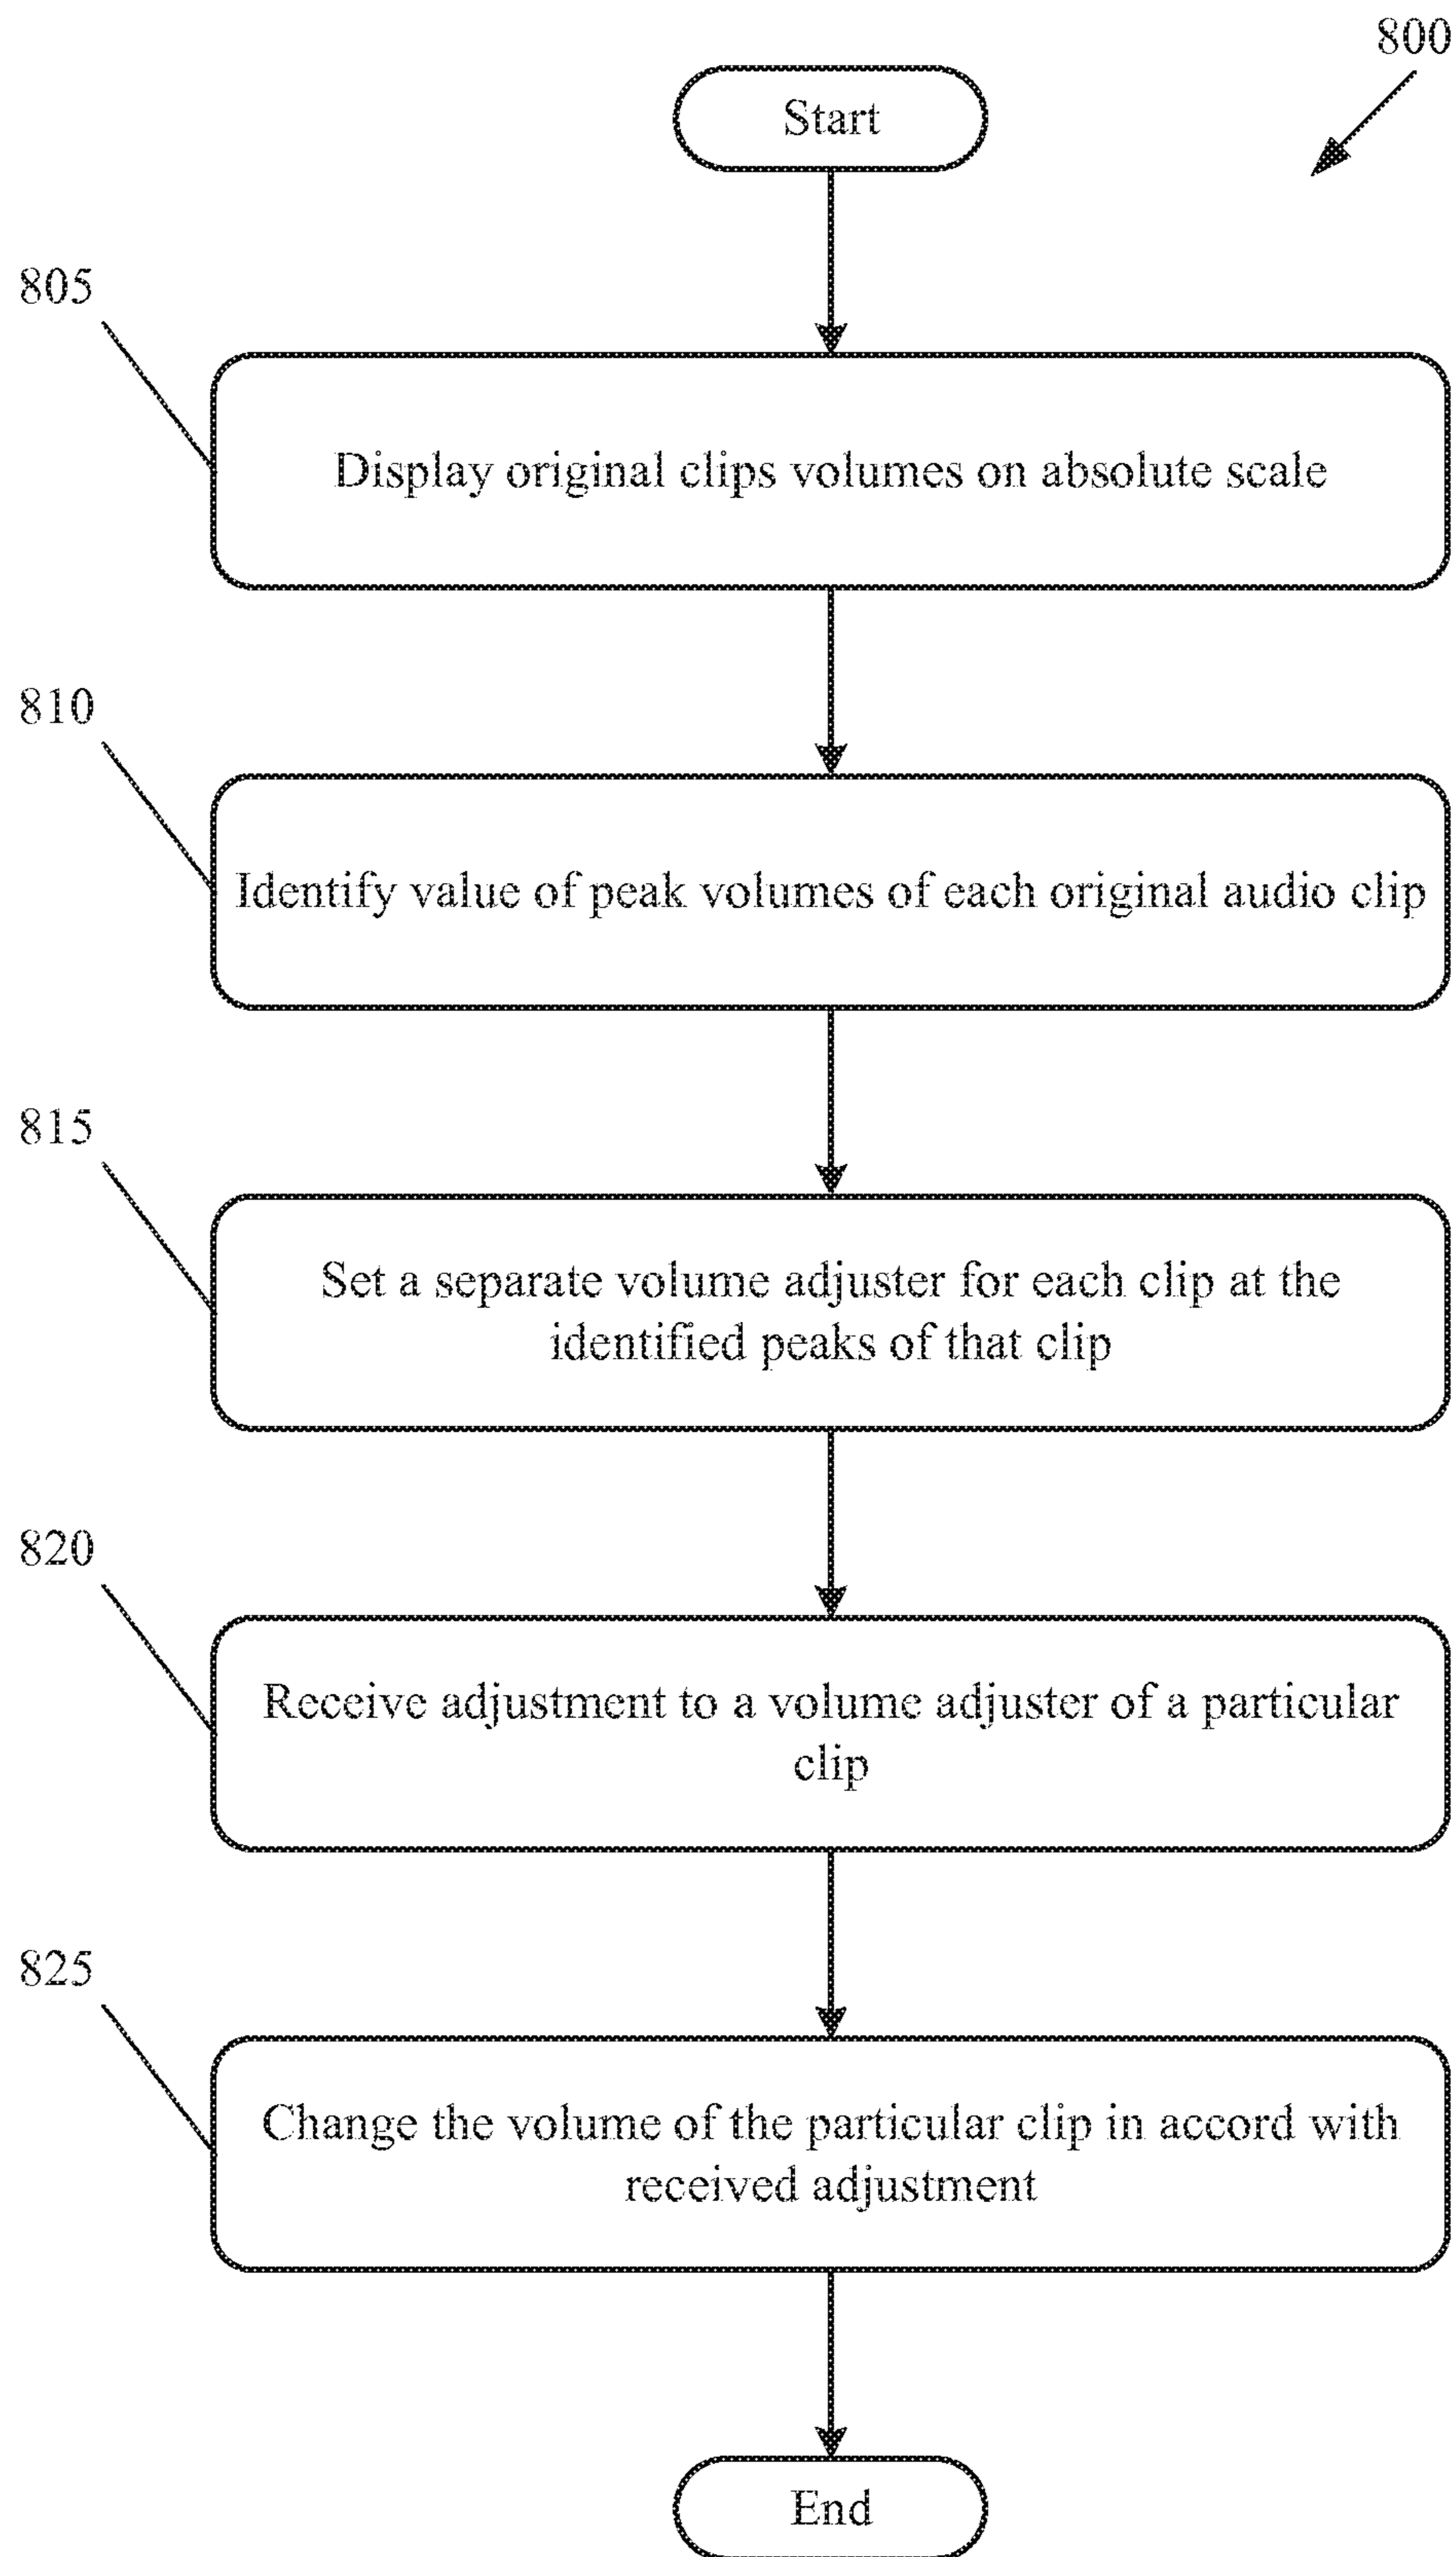 800
Start
805
Display original clips volumes on absolute scale
810
Identify value of peak volumes of each original audio clip
815
Set a separate volume adjuster for each clip at the
identified peaks of that clip
820
Receive adjustment to a volume adjuster of a particular
clip
825
Change the volume of the particular clip in accord with
received adjustment
End